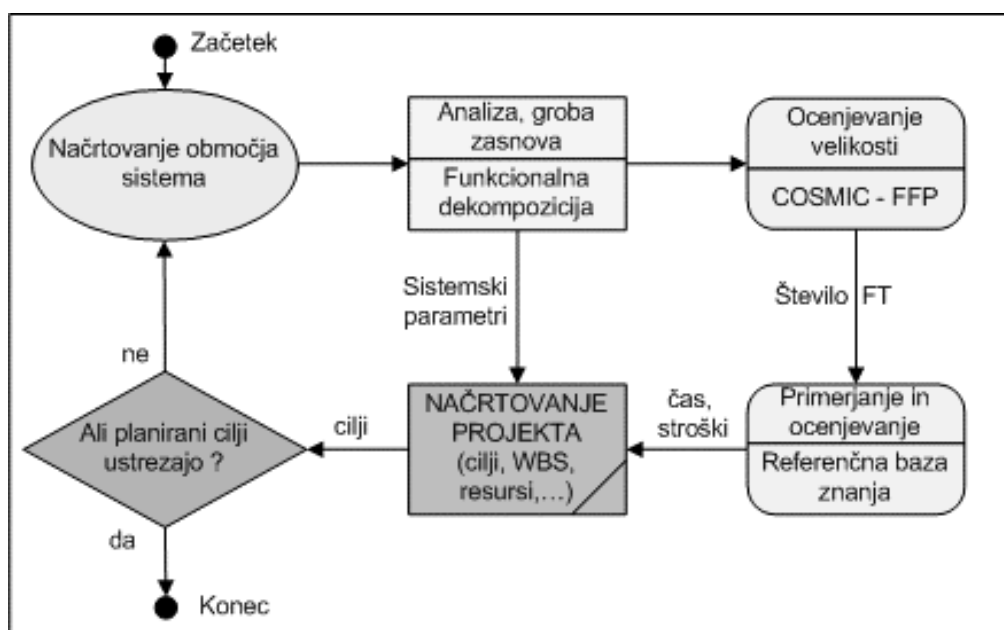 Začetek
Načrtovanje območja
sistema
Analiza, groba
zasnova
Funkcionalna
dekompozicija
Ocenjevanje
velikosti
COSMIC - FFP
Sistemski
parametri
Število FT
ne
Ali planirani cilji
ustrezajo ?
cilji
NAČRTOVANJE
PROJEKTA
(cilji, WBS,
resursi,...)
čas,
stroški
Primerjanje in
ocenjevanje
Referenčna baza
znanja
da
Konec